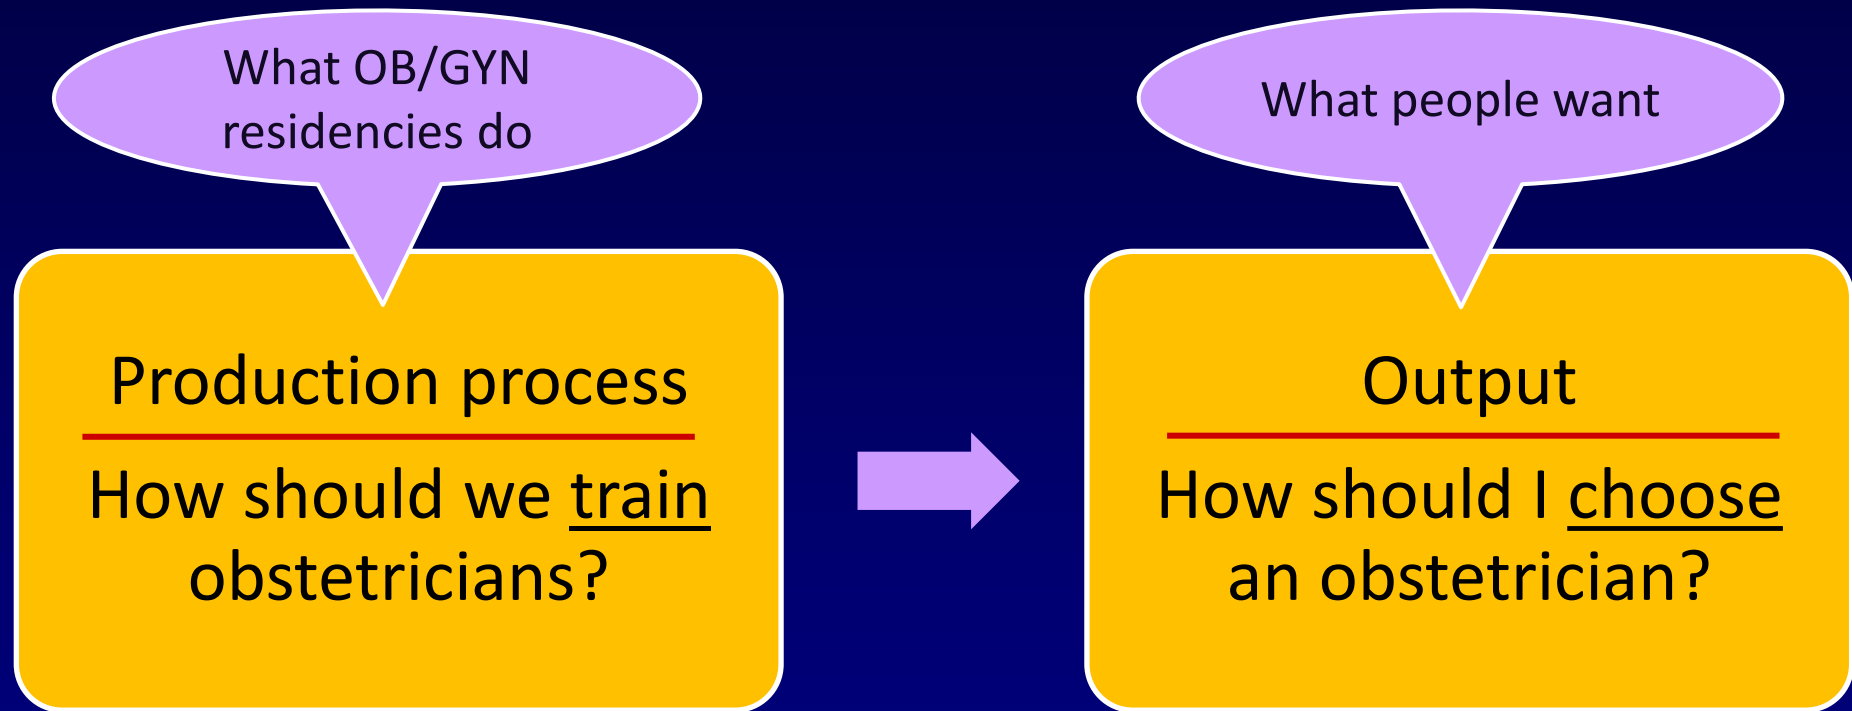 What OB/GYN
residencies do
Production process
How should we train
obstetricians?
What people want
Output
How should I choose
an obstetrician?